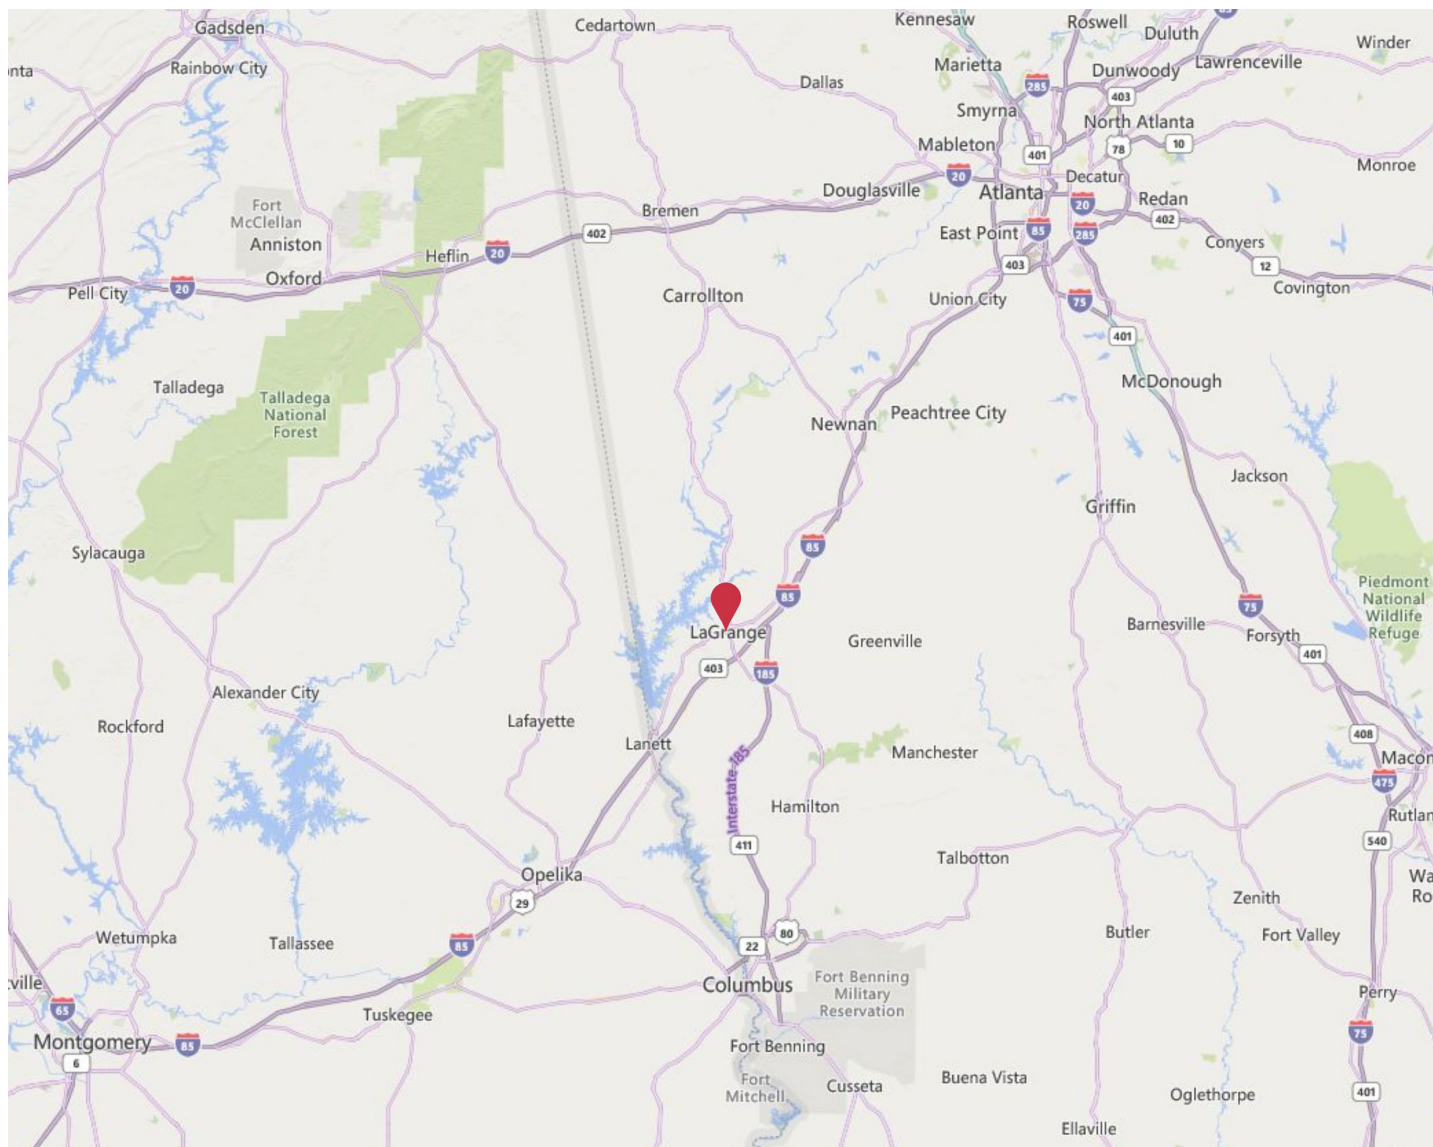 Gadsden
Cedartown
Kennesaw
Roswell
85
Duluth
Winder
Rainbow City
Marietta
Dunwoody
Lawrenceville
Dallas
285
403
Smyrna
North Atlanta
Mableton
401
78
10
Monroe
20
Decatur
Douglasville
Atlanta
Redan
20
402
Fort
McClellan
Bremen
85
285
East Point
402
Anniston
Conyers
Heflin
20
403
12
Oxford
Covington
20
Pell City
Carrollton
Union City
75
401
Talladega
McDonough
Talladega
National
Forest
Peachtree City
Newnan
Jackson
Griffin
85
Sylacauga
Piedmont
National
Wildlife
Refuge
85
75
Barnesville
Forsyth
LaGrange
Greenville
401
403
185
Alexander City
Rockford
Lafayette
408
Lanett
Manchester
Macon
Interstate 185
475
Hamilton
Rutlan
411
540
Talbotton
Opelika
Wa
Ro
29
Zenith
Wetumpka
Tallassee
85
22
80
Butler
Fort Valley
Columbus
Fort Benning
Military
Reservation
Perry
65
Tuskegee
75
Montgomery
85
Fort Benning
6
Fort
Mitchell
Cusseta
Buena Vista
Oglethorpe
401
Ellaville